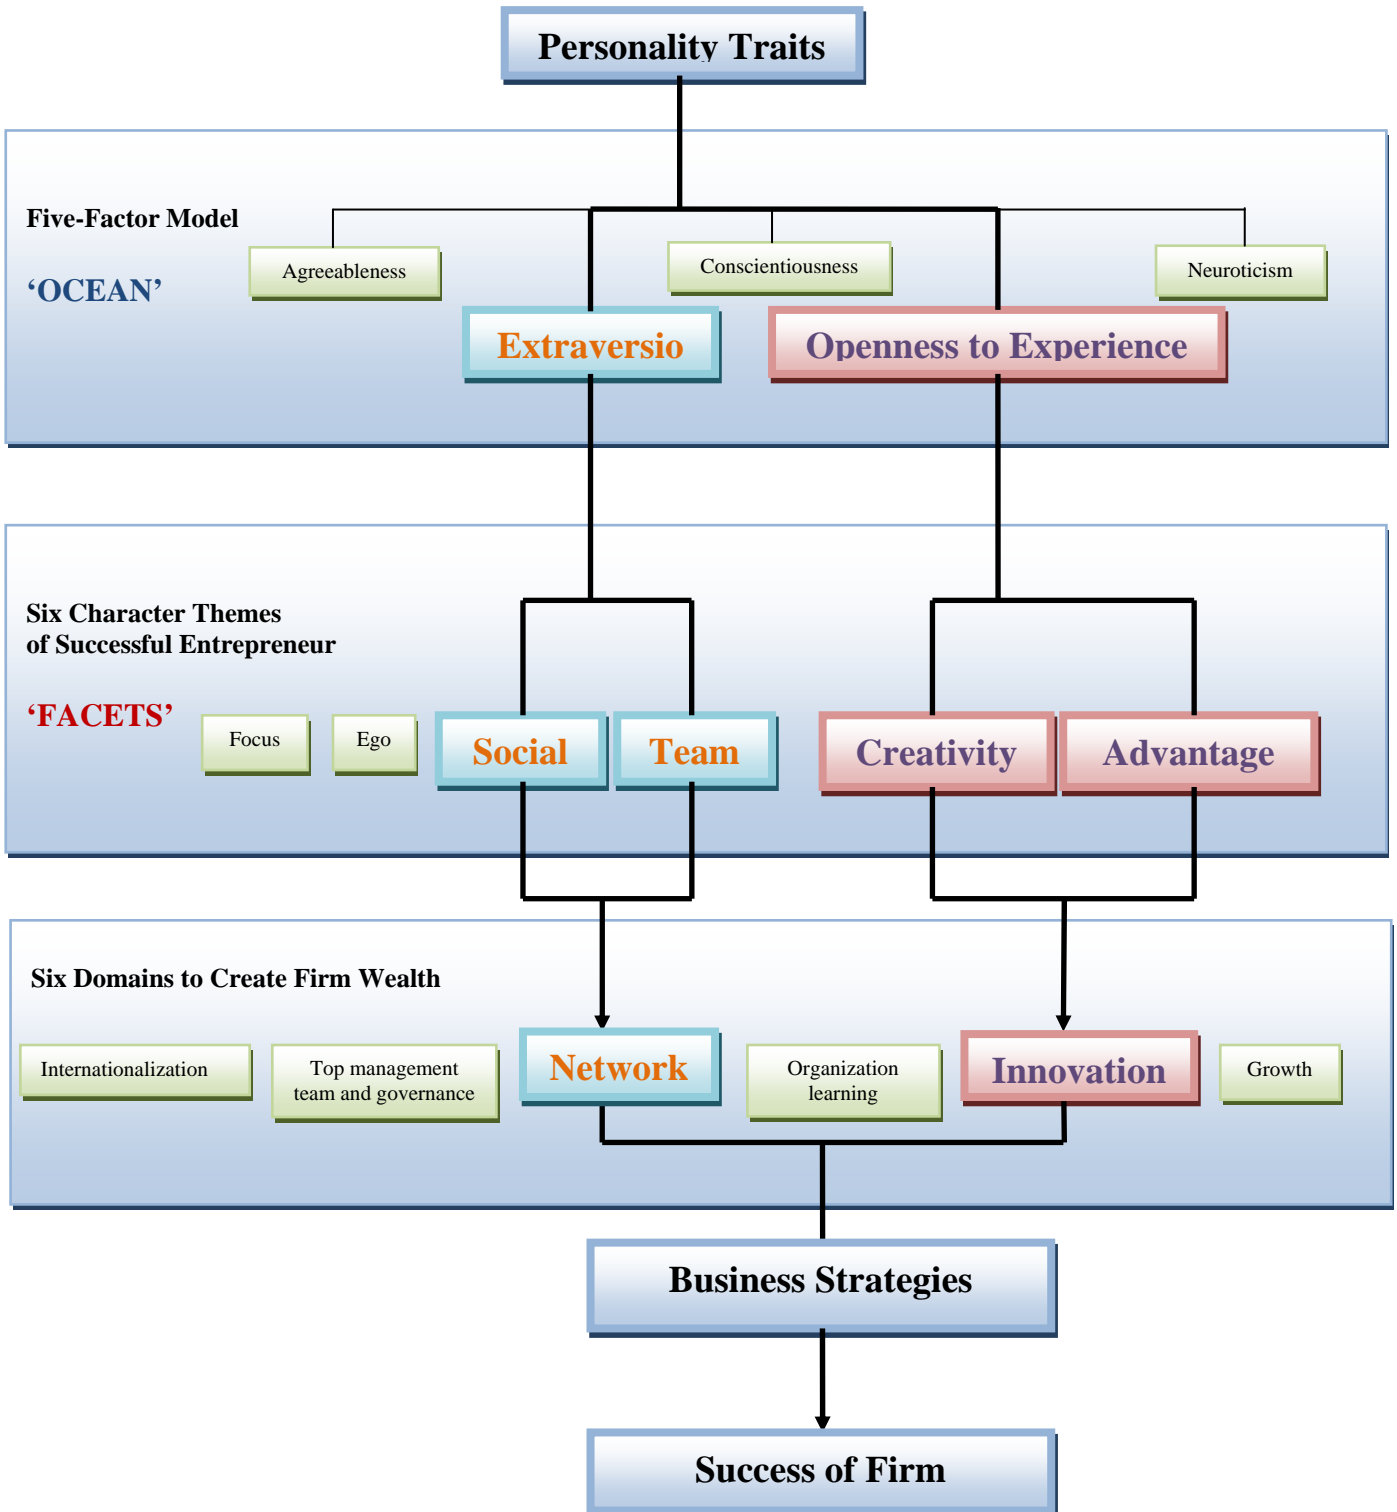 Personality Traits
Five-Factor Model
‘OCEAN’
Agreeableness
Conscientiousness
Neuroticism
Extraversio
Openness to Experience
Six Character Themes
of Successful Entrepreneur
‘FACETS’
Focus
Ego
Social
Team
Creativity
Advantage
Six Domains to Create Firm Wealth
Internationalization
Top management
team and governance
Network
Organization
learning
Innovation
Growth
Business Strategies
Success of Firm